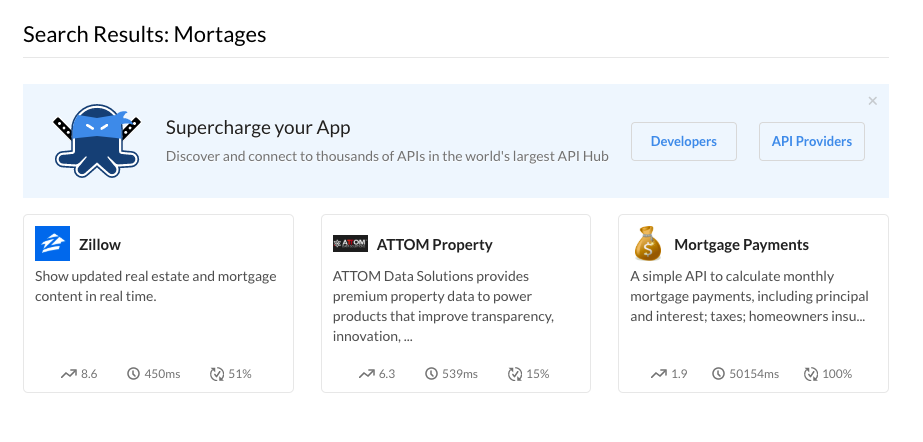 Search Results: Mortages
Supercharge your App
Discover and connect to thousands of APIs in the world's largest API Hub
Developers
API Providers
Zillow
Show updated real estate and mortgage
content in real time.
8.6
450ms
51%
ATTOM
ATTOM Property
ATTOM Data Solutions provides
premium property data to power
products that improve transparency,
innovation, ...
6.3
539ms
15%
Mortgage Payments
A simple API to calculate monthly
mortgage payments, including principal
and interest; taxes; homeowners insu...
1.9
50154ms
100%